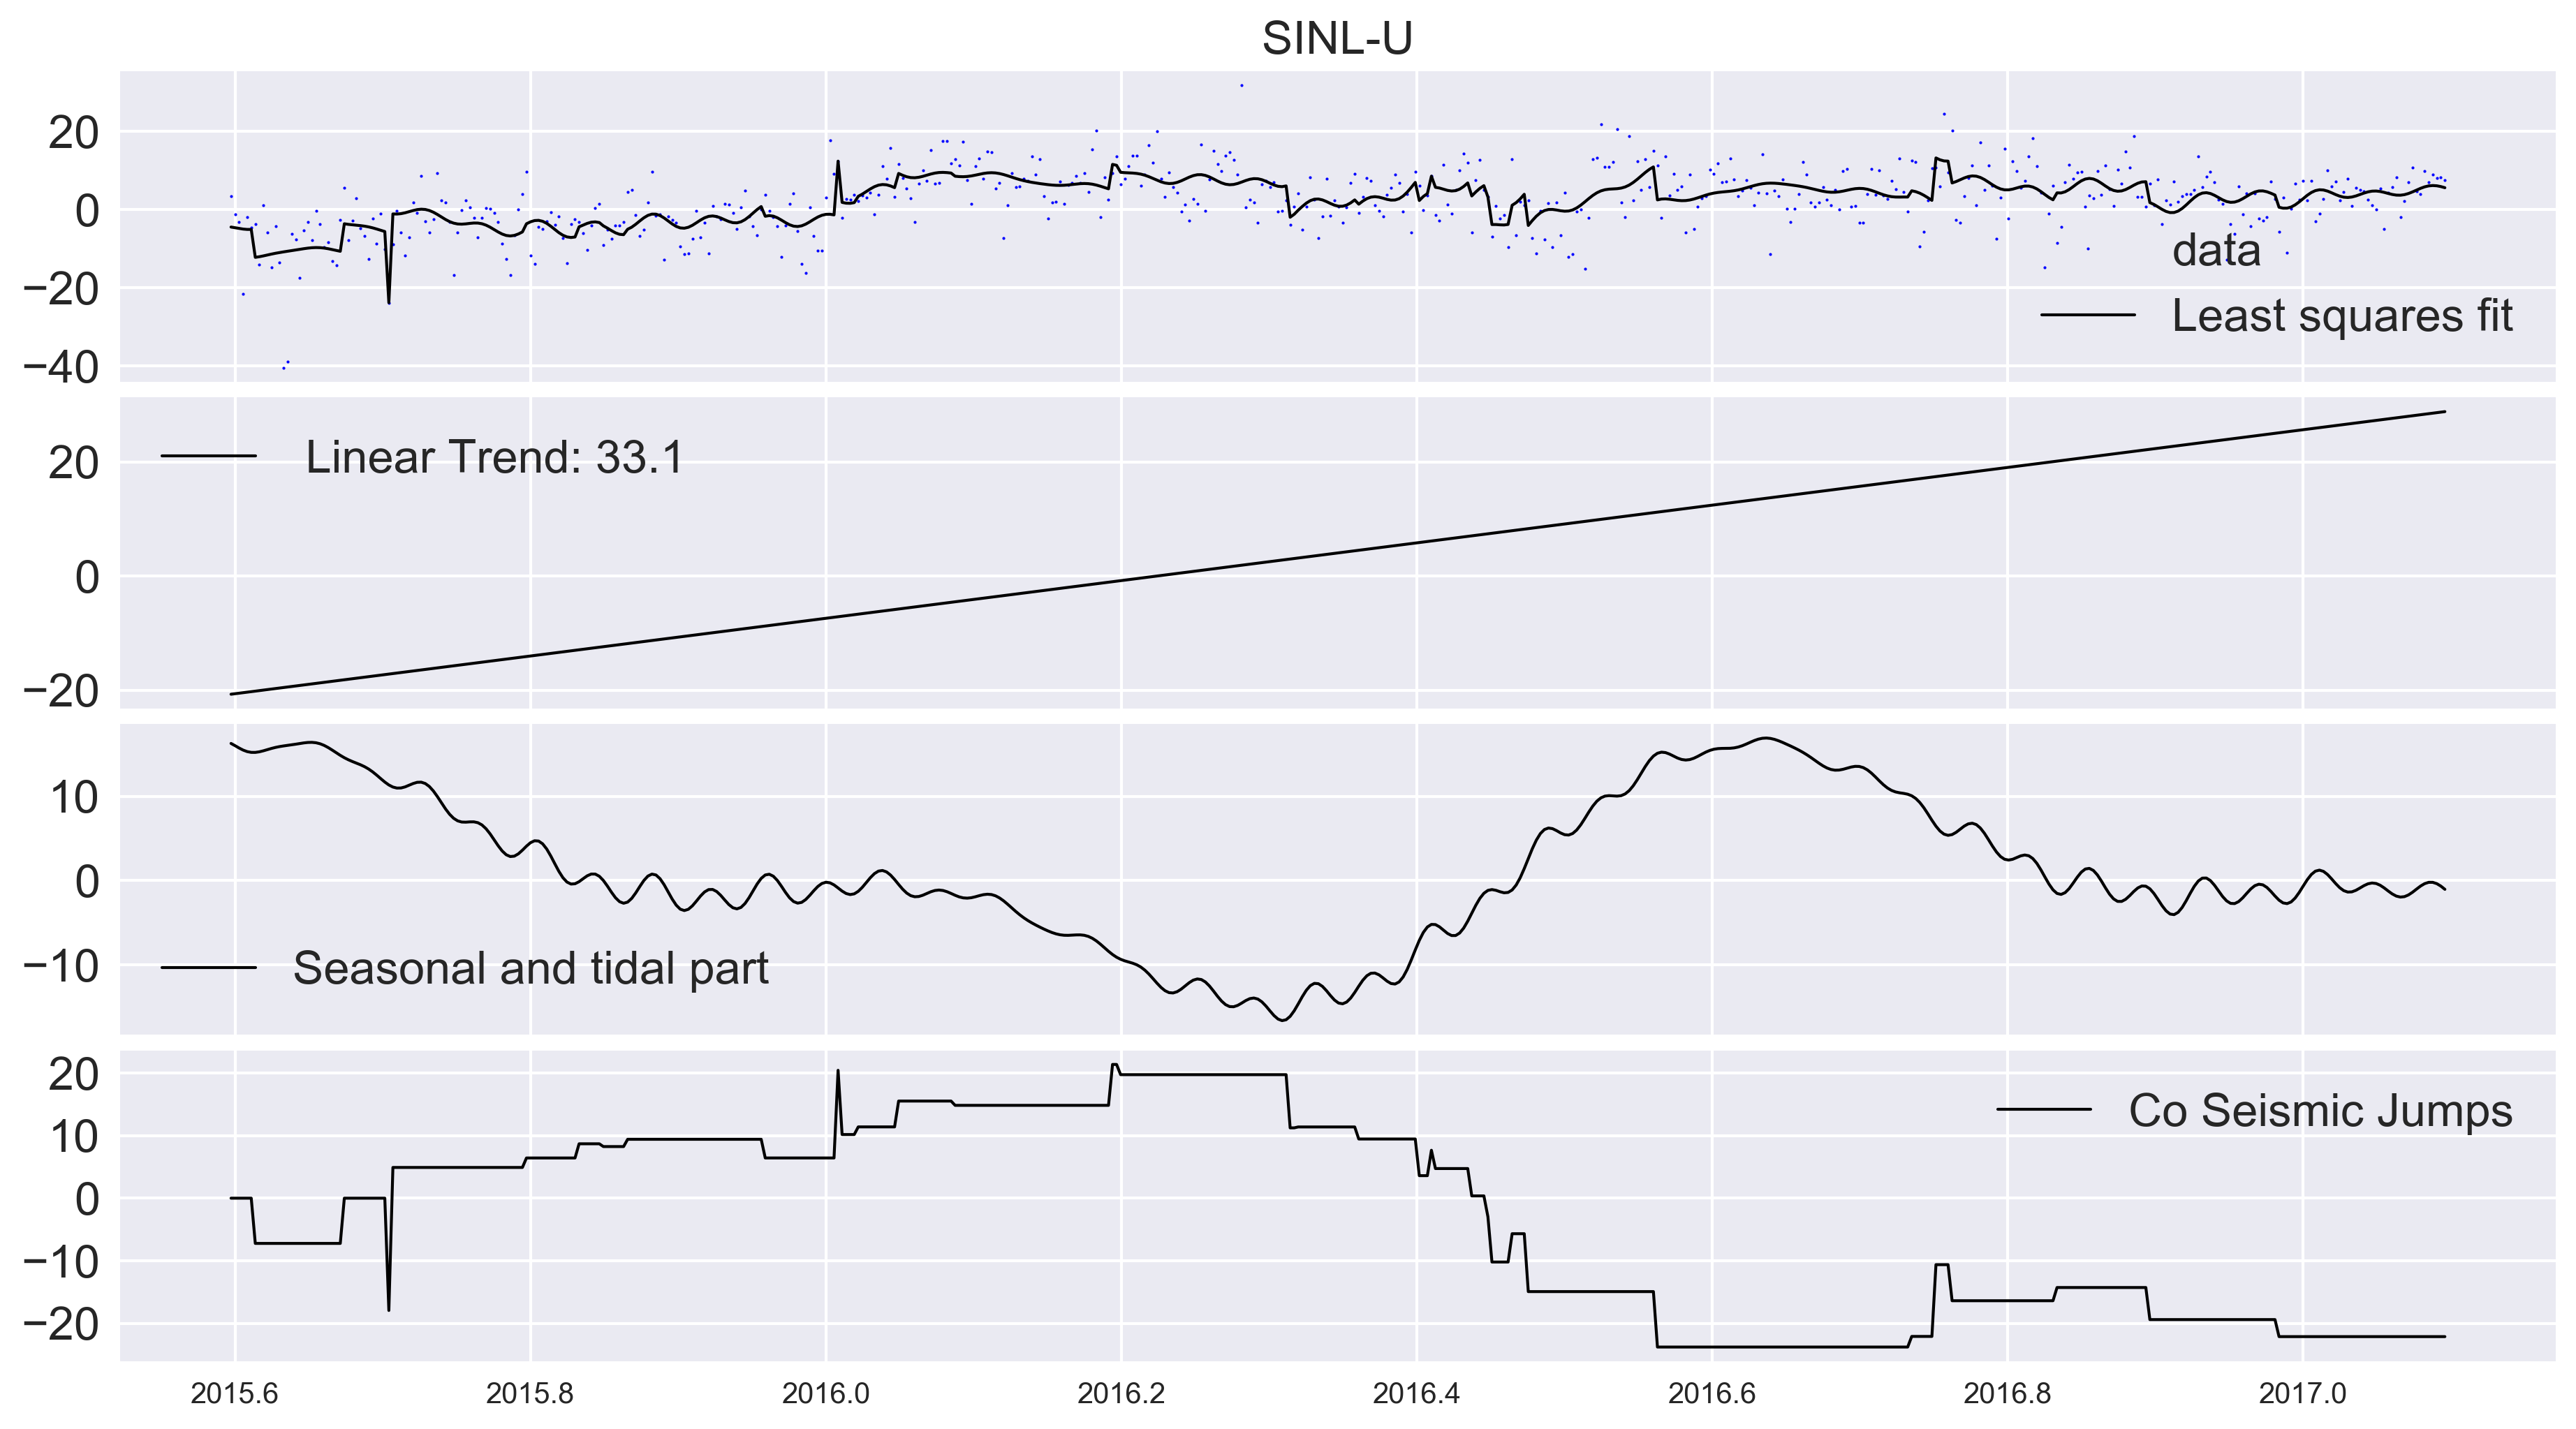 SINL-U
20
0
−20
−40
data
Least squares fit
20
0
−20
Linear Trend: 33.1
10
0
−10
Seasonal and tidal part
20
10
0
−10
−20
Co Seismic Jumps
2015.6 2015.8 2016.0 2016.2 2016.4 2016.6 2016.8 2017.0